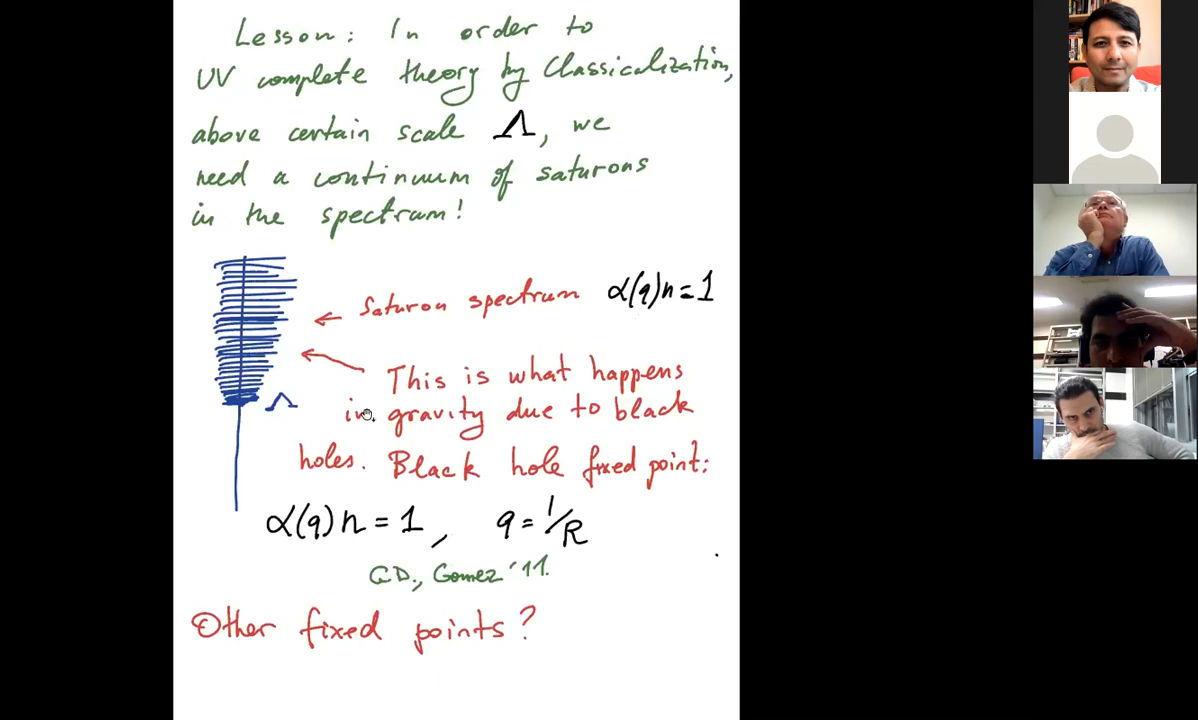 Lesson: In order to
UV complete theory by Classicalization,
above certain scale Λ, we
need a continuum of saturons
in the spectrum!
← Saturon spectrum α(q)n=1
← This is what happens
Λ in gravity due to black
holes. Black hole fixed point:
α(q)n=1, q=1/R
G.D., Gomez '11.
Other fixed points?